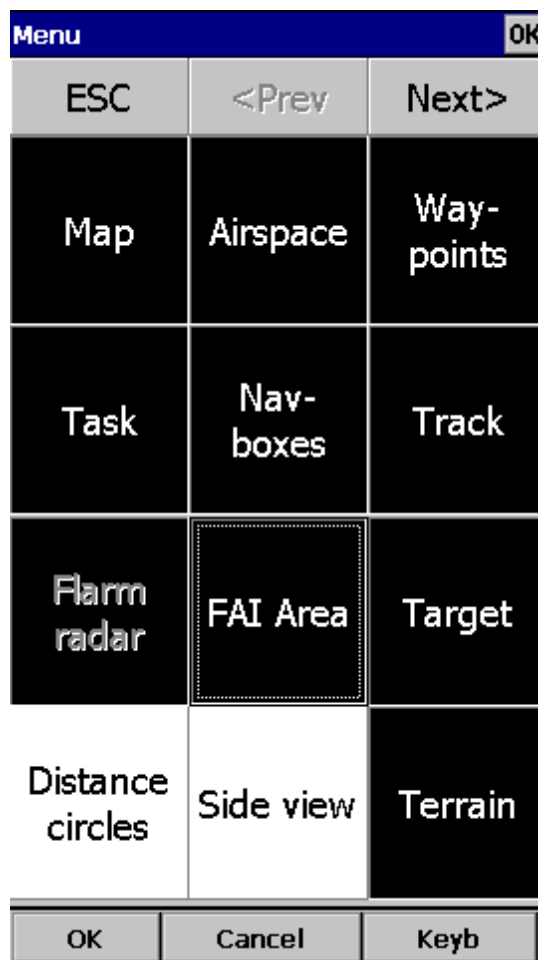 Menu OK
ESC <Prev Next>
Map Airspace Way-
points
Task Nav-
boxes Track
Flarm
radar FAI Area Target
Distance
circles Side view Terrain
OK Cancel Keyb